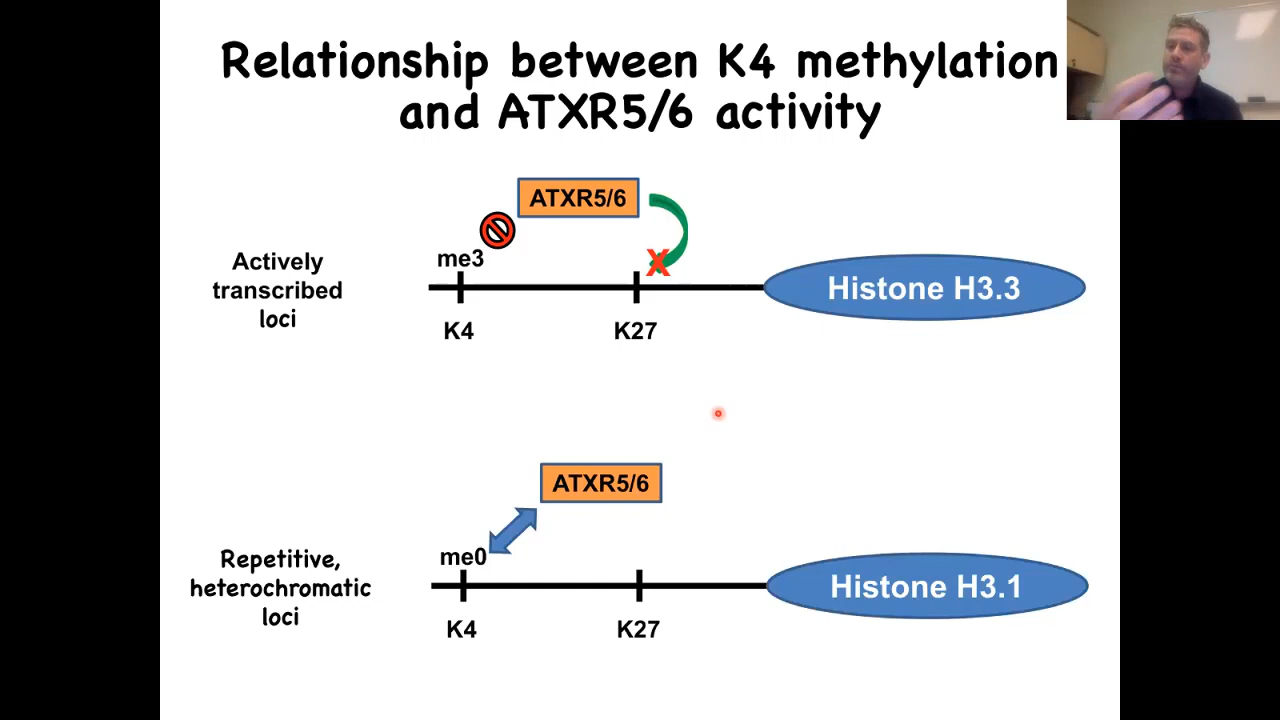 Relationship between K4 methylation
and ATXR5/6 activity
ATXR5/6
me3
X
Actively
transcribed
loci
Histone H3.3
K4
K27
ATXR5/6
me0
Repetitive,
heterochromatic
loci
Histone H3.1
K4
K27